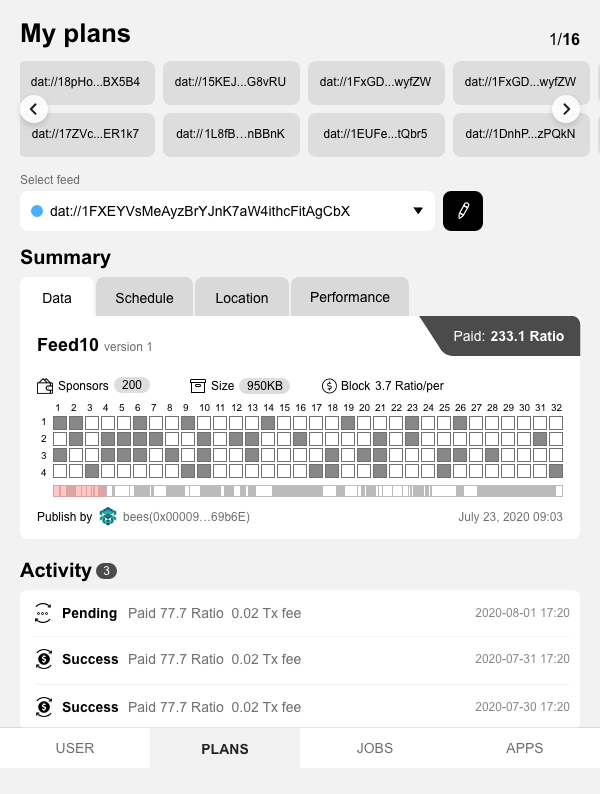 My plans
1/16
dat://18pHo...BX5B4
dat://15KEJ...G8vRU
dat://1FxGD...wyfZW
dat://1FxGD...wyfZW
dat://17ZVc...ER1k7
dat://1L8fB...nBBnK
dat://1EUFe...tQbr5
dat://1DnhP...zPQkN
Select feed
dat://1FXEYVsMeAyzBrYJnK7aW4ithcFitAgCbX
Summary
Data
Schedule
Location
Performance
Feed10 version 1
Paid: 233.1 Ratio
Sponsors 200
Size 950KB
Block 3.7 Ratio/per
1 2 3 4 5 6 7 8 9 10 11 12 13 14 15 16 17 18 19 20 21 22 23 24 25 26 27 28 29 30 31 32
1
2
3
4
Publish by bees(0x00009...69b6E)
July 23, 2020 09:03
Activity 3
Pending Paid 77.7 Ratio 0.02 Tx fee 2020-08-01 17:20
Success Paid 77.7 Ratio 0.02 Tx fee 2020-07-31 17:20
Success Paid 77.7 Ratio 0.02 Tx fee 2020-07-30 17:20
USER
PLANS
JOBS
APPS